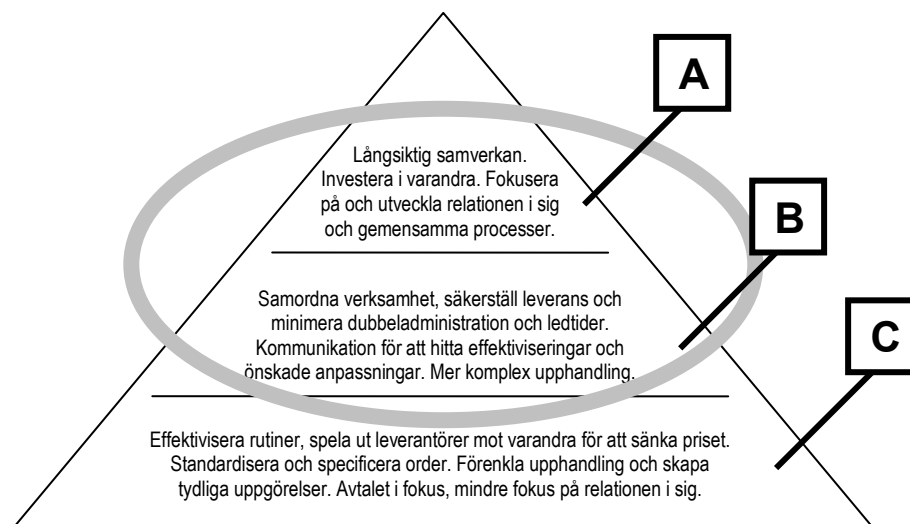 A
Långsiktig samverkan.
Investera i varandra. Fokusera
på och utveckla relationen i sig
och gemensamma processer.
B
Samordna verksamhet, säkerställ leverans och
minimera dubbeladministration och ledtider.
Kommunikation för att hitta effektiviseringar och
önskade anpassningar. Mer komplex upphandling.
C
Effektivisera rutiner, spela ut leverantörer mot varandra för att sänka priset.
Standardisera och specificera order. Förenkla upphandling och skapa
tydliga uppgörelser. Avtalet i fokus, mindre fokus på relationen i sig.